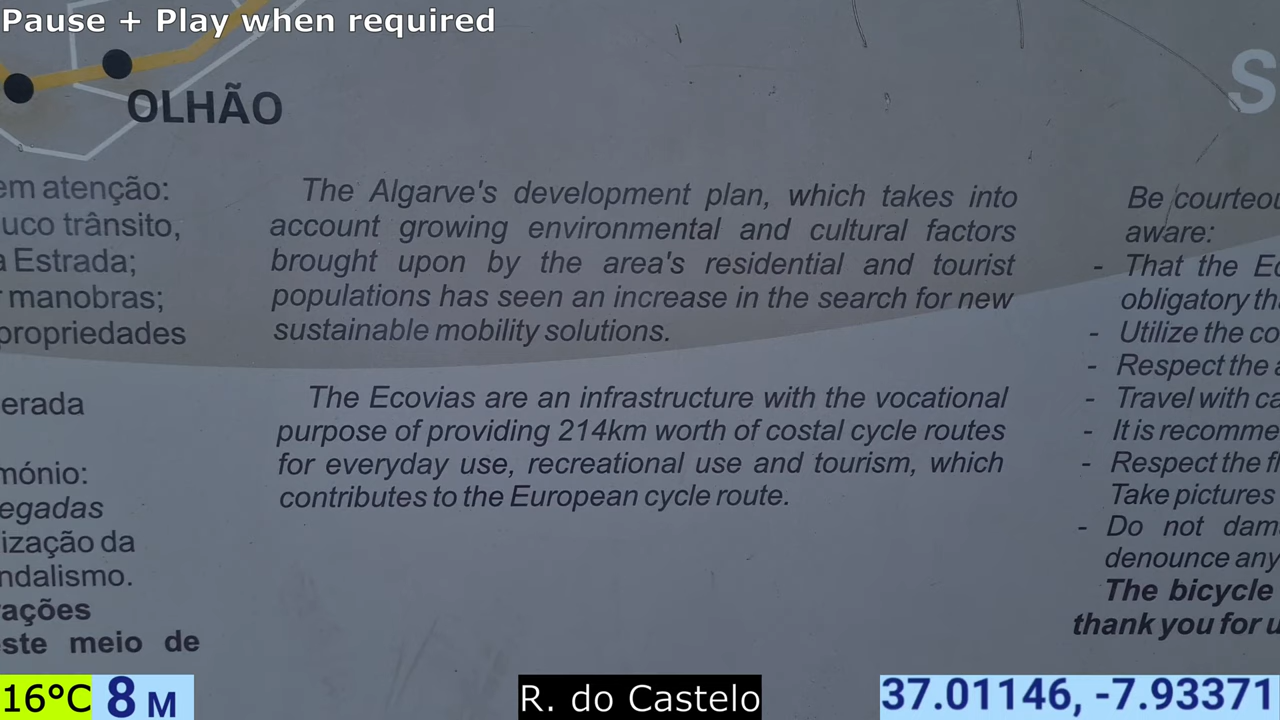 Pause + Play when required
OLHÃO
S
em atenção:
uco trânsito,
a Estrada;
manobras;
propriedades
erada
mónio:
egadas
ização da
ndalismo.
rações
ste meio de
The Algarve's development plan, which takes into
account growing environmental and cultural factors
brought upon by the area's residential and tourist
populations has seen an increase in the search for new
sustainable mobility solutions.
The Ecovias are an infrastructure with the vocational
purpose of providing 214km worth of costal cycle routes
for everyday use, recreational use and tourism, which
contributes to the European cycle route.
Be courteou
aware:
- That the Ec
obligatory th
- Utilize the co
- Respect the a
- Travel with ca
- It is recomme
- Respect the fl
Take pictures
- Do not dam
denounce any
The bicycle
thank you for u
16°C 8 M
R. do Castelo
37.01146, -7.93371